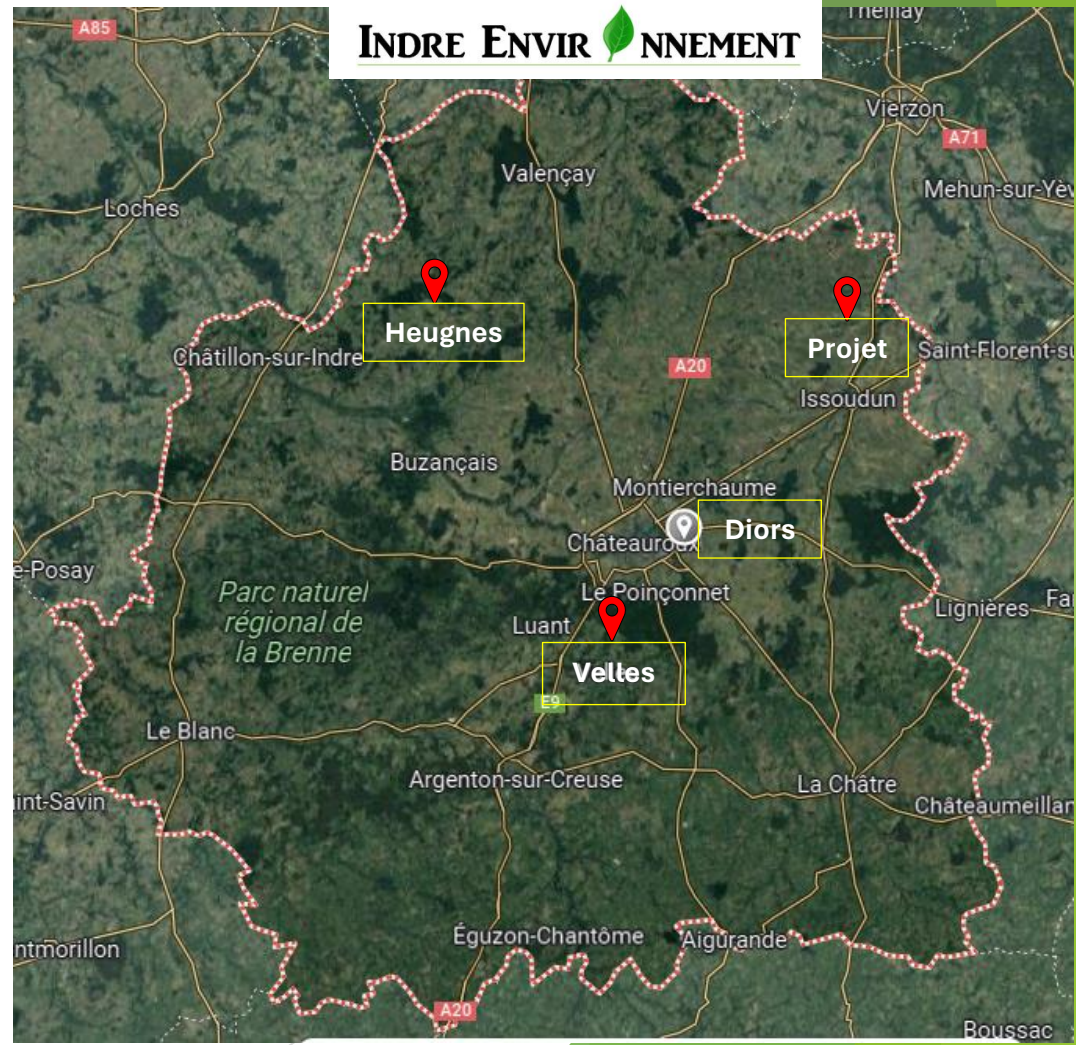 INDRE ENVIRONNEMENT
Theillay
A85
Vierzon
A71
Valençay
Mehun-sur-Yèv
Loches
Heugnes
Projet
Saint-Florent-su
Châtillon-sur-Indre
A20
Issoudun
Buzançais
Montierchaume
Diors
Châteauroux
e-Posay
Le Poinçonnet
Parc naturel
régional de
la Brenne
Lignières
Fa
Luant
Velles
E9
Le Blanc
Argenton-sur-Creuse
La Châtre
aint-Savin
Châteaumeillan
Éguzon-Chantôme
Aigurande
ntmorillon
A20
Boussac